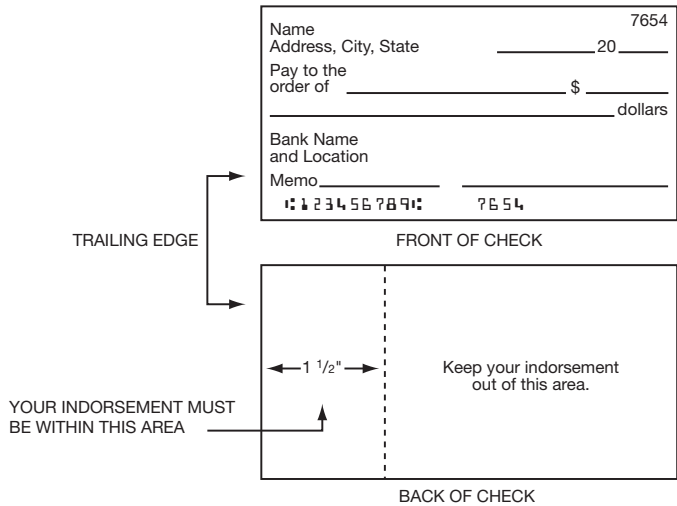 7654
Name
Address, City, State 20
Pay to the
order of $
dollars
Bank Name
and Location
Memo
⑆123456789⑆ 7654
TRAILING EDGE
FRONT OF CHECK
1 1/2"
Keep your indorsement
out of this area.
YOUR INDORSEMENT MUST
BE WITHIN THIS AREA
BACK OF CHECK